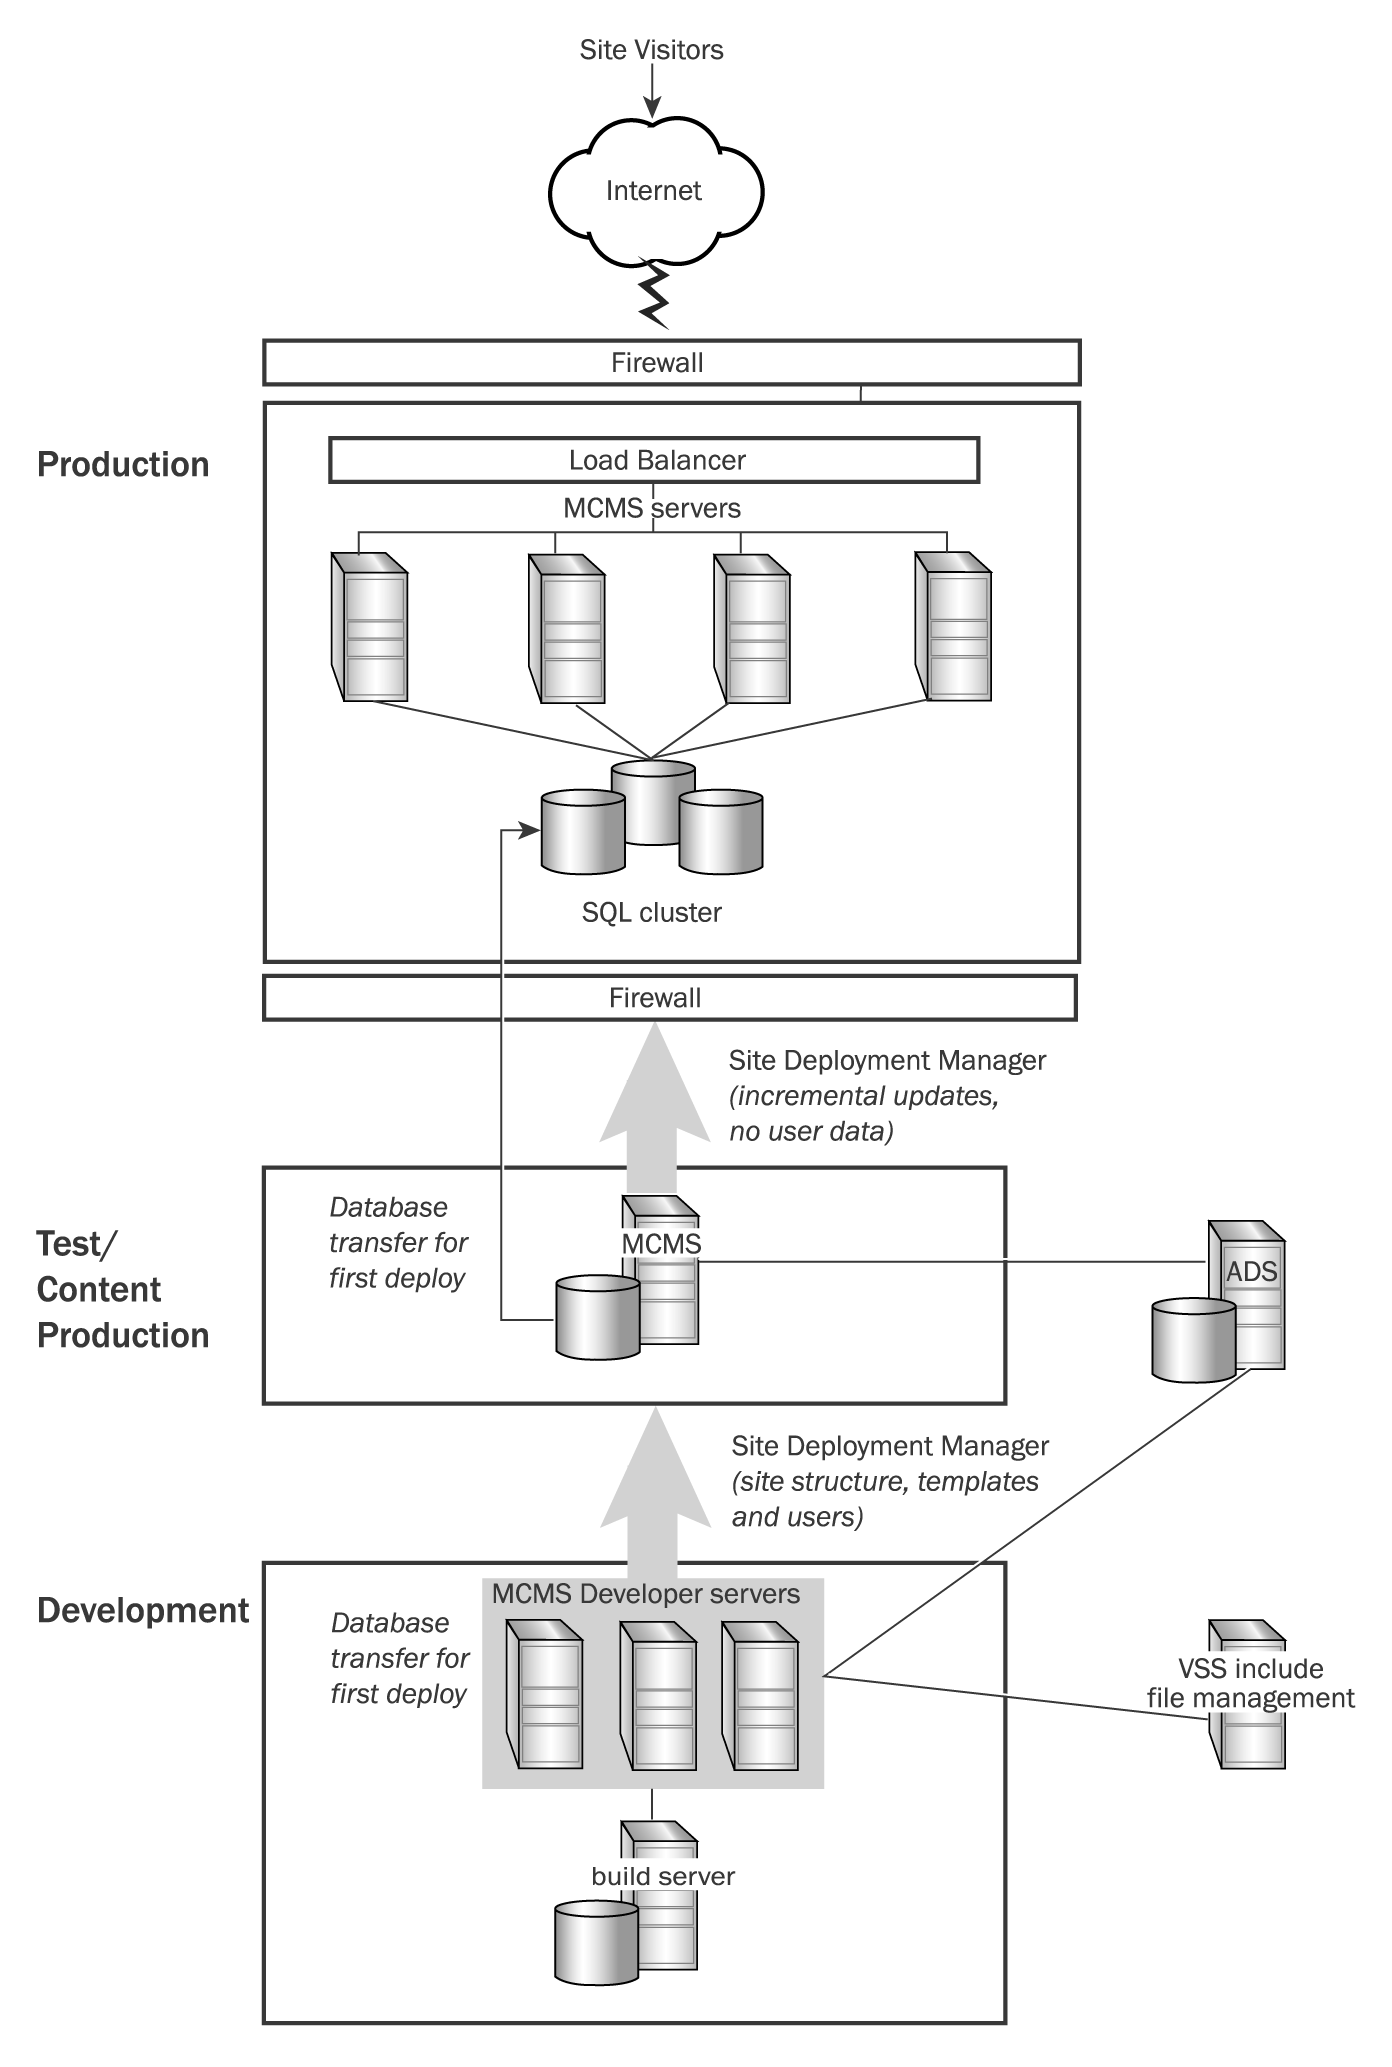 Site Visitors
Internet
Firewall
Production
Load Balancer
MCMS servers
SQL cluster
Firewall
Site Deployment Manager
(incremental updates,
no user data)
Test/
Content
Production
Database
transfer for
first deploy
MCMS
ADS
Site Deployment Manager
(site structure, templates
and users)
Development
MCMS Developer servers
Database
transfer for
first deploy
VSS include
file management
build server